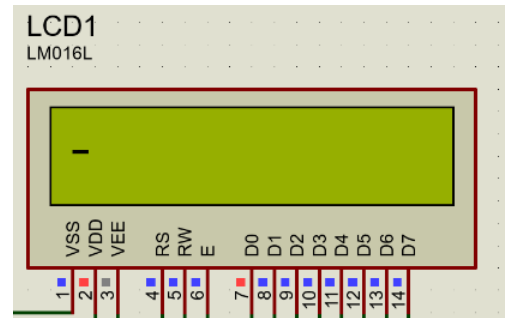 LCD1
LM016L
-
VSS VDD VEE RS RW E D0 D1 D2 D3 D4 D5 D6 D7
1 2 3 4 5 6 7 8 9 10 11 12 13 14